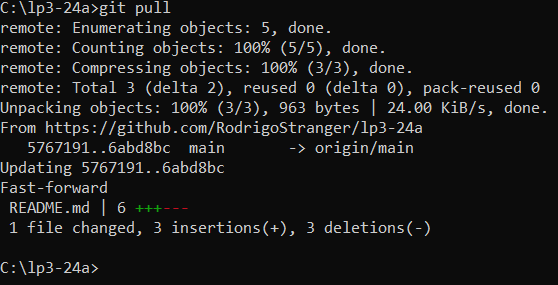 C:\lp3-24a>git pull
remote: Enumerating objects: 5, done.
remote: Counting objects: 100% (5/5), done.
remote: Compressing objects: 100% (3/3), done.
remote: Total 3 (delta 2), reused 0 (delta 0), pack-reused 0
Unpacking objects: 100% (3/3), 963 bytes | 24.00 KiB/s, done.
From https://github.com/RodrigoStranger/lp3-24a
   5767191..6abd8bc  main       -> origin/main
Updating 5767191..6abd8bc
Fast-forward
 README.md | 6 +++---
 1 file changed, 3 insertions(+), 3 deletions(-)
C:\lp3-24a>